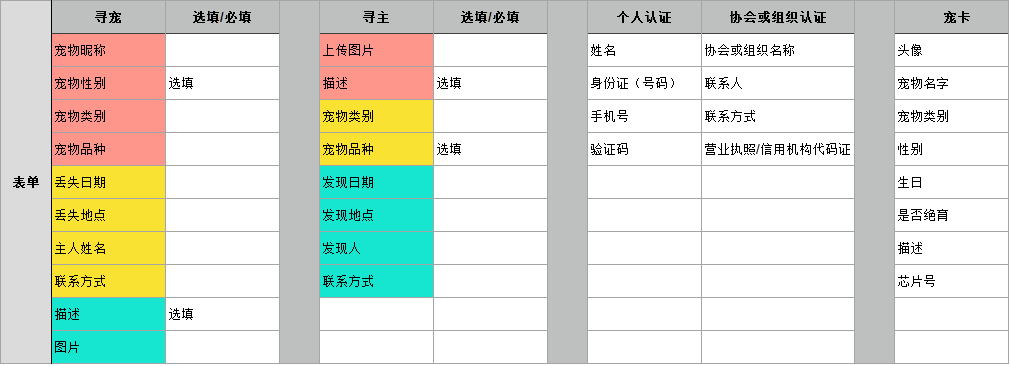 寻宠 选填/必填 寻主 选填/必填 个人认证 协会或组织认证 宠卡
宠物昵称 上传图片 姓名 协会或组织名称 头像
宠物性别 选填 描述 选填 身份证（号码） 联系人 宠物名字
宠物类别 宠物类别 手机号 联系方式 宠物类别
宠物品种 宠物品种 选填 验证码 营业执照/信用机构代码证 性别
表单 丢失日期 发现日期 生日
丢失地点 发现地点 是否绝育
主人姓名 发现人 描述
联系方式 联系方式 芯片号
描述 选填
图片